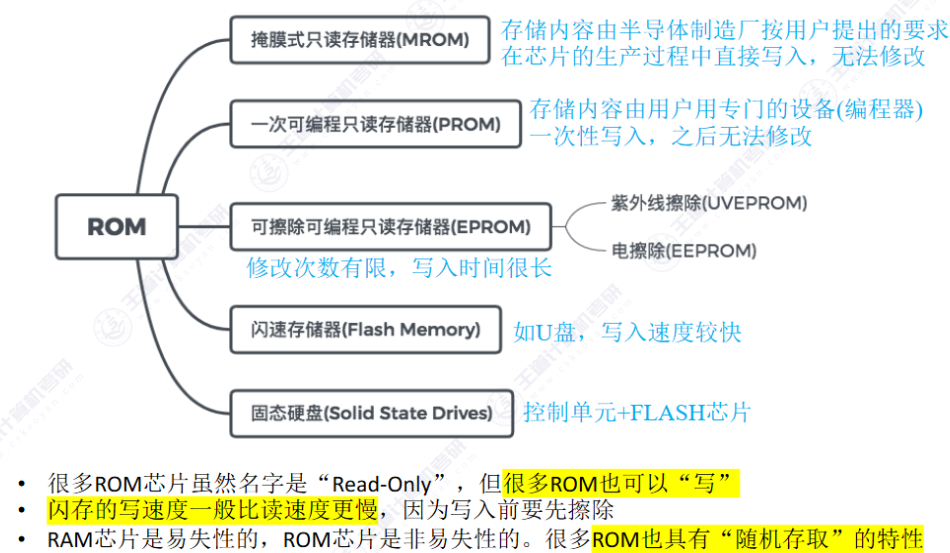 掩膜式只读存储器(MROM)
存储内容由半导体制造厂按用户提出的要求
在芯片的生产过程中直接写入，无法修改
一次可编程只读存储器(PROM)
存储内容由用户用专门的设备(编程器)
一次性写入，之后无法修改
ROM
可擦除可编程只读存储器(EPROM)
紫外线擦除(UVEPROM)
电擦除(EEPROM)
修改次数有限，写入时间很长
闪速存储器(Flash Memory)
如U盘，写入速度较快
固态硬盘(Solid State Drives)
控制单元+FLASH芯片
• 很多ROM芯片虽然名字是“Read-Only”，但很多ROM也可以“写”
• 闪存的写速度一般比读速度更慢，因为写入前要先擦除
• RAM芯片是易失性的，ROM芯片是非易失性的。很多ROM也具有“随机存取”的特性
王道计算机考研